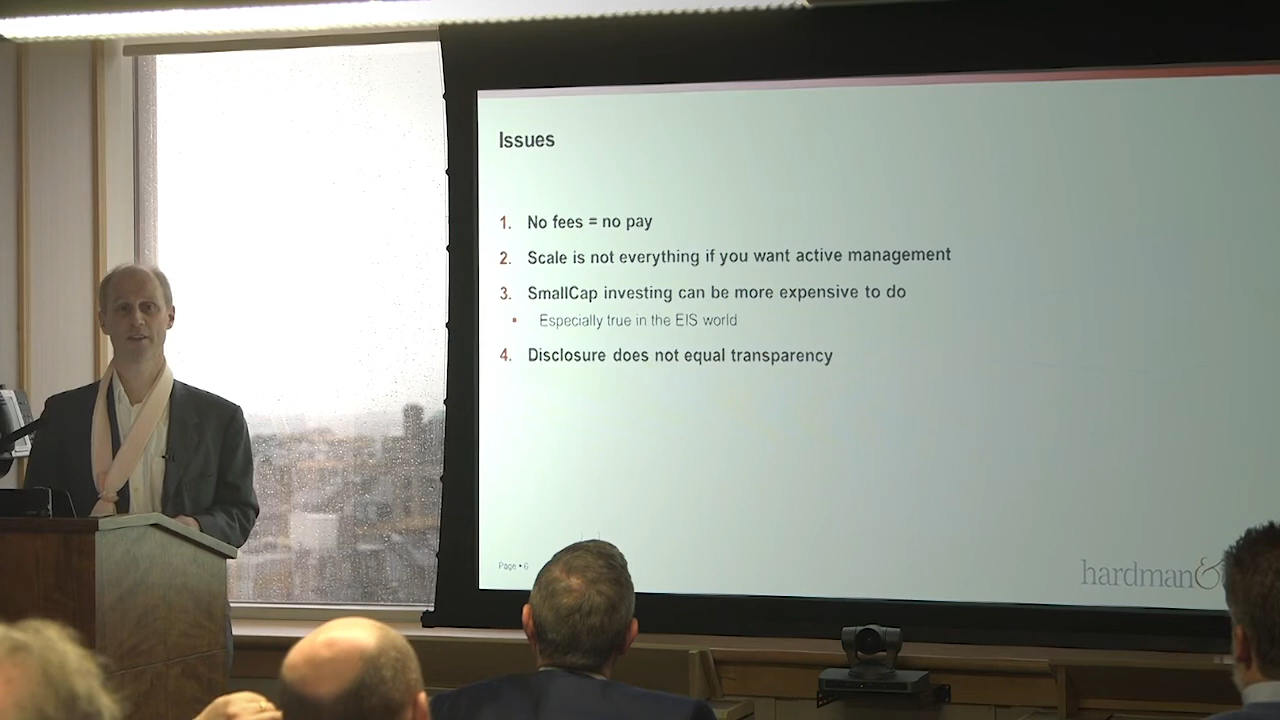 Issues
1. No fees = no pay
2. Scale is not everything if you want active management
3. SmallCap investing can be more expensive to do
• Especially true in the EIS world
4. Disclosure does not equal transparency
Page • 6
hardman&